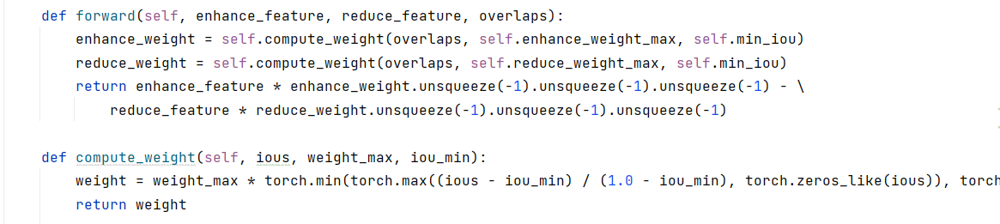 def forward(self, enhance_feature, reduce_feature, overlaps):
    enhance_weight = self.compute_weight(overlaps, self.enhance_weight_max, self.min_iou)
    reduce_weight = self.compute_weight(overlaps, self.reduce_weight_max, self.min_iou)
    return enhance_feature * enhance_weight.unsqueeze(-1).unsqueeze(-1).unsqueeze(-1) - \
        reduce_feature * reduce_weight.unsqueeze(-1).unsqueeze(-1).unsqueeze(-1)

def compute_weight(self, ious, weight_max, iou_min):
    weight = weight_max * torch.min(torch.max((ious - iou_min) / (1.0 - iou_min), torch.zeros_like(ious)), torch
    return weight